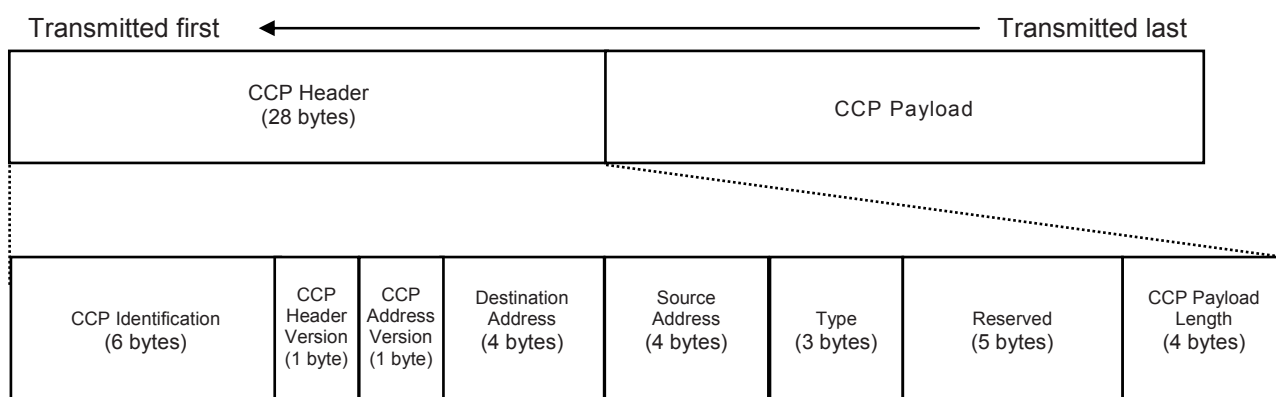 Transmitted first
Transmitted last
CCP Header
(28 bytes)
CCP Payload
CCP Identification
(6 bytes)
CCP
Header
Version
(1 byte)
CCP
Address
Version
(1 byte)
Destination
Address
(4 bytes)
Source
Address
(4 bytes)
Type
(3 bytes)
Reserved
(5 bytes)
CCP Payload
Length
(4 bytes)